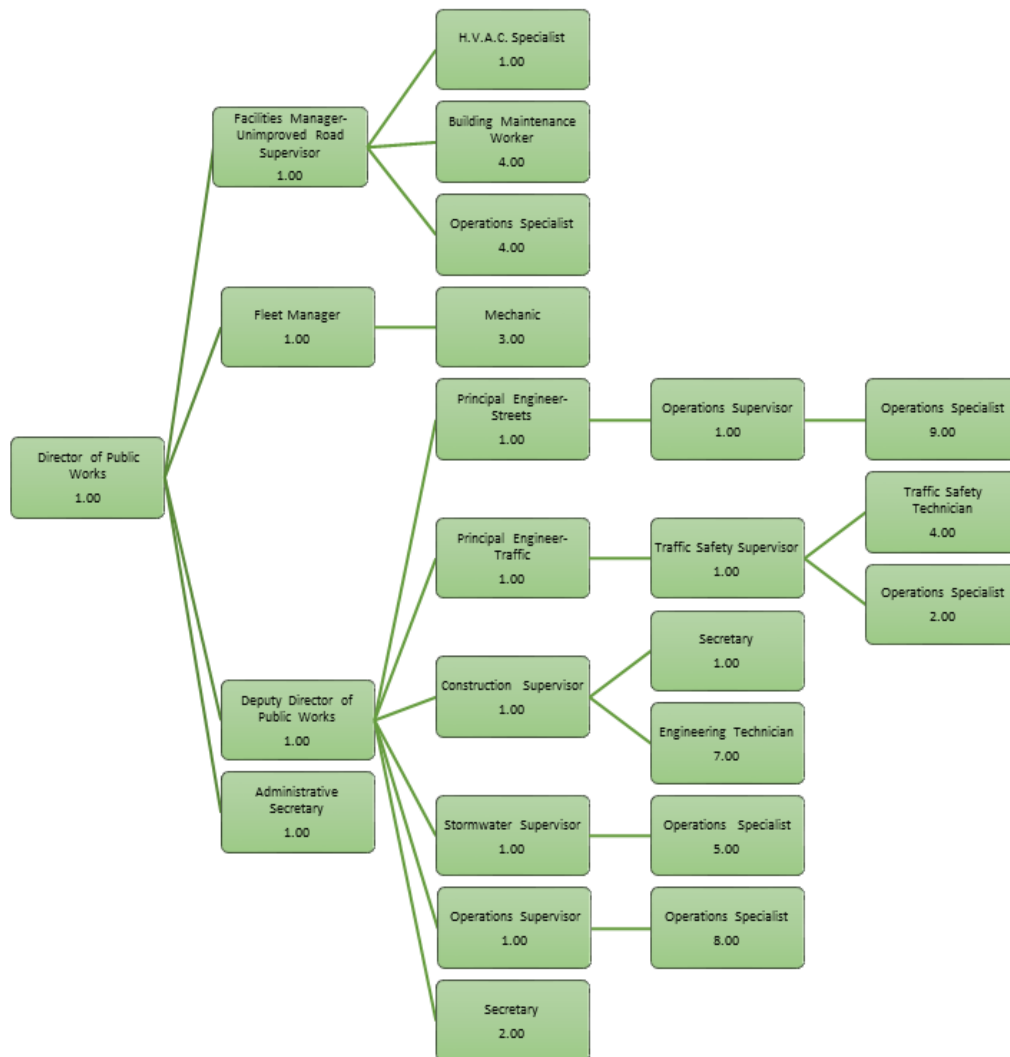 H.V.A.C. Specialist
1.00
Facilities Manager-
Unimproved Road
Supervisor
1.00
Building Maintenance
Worker
4.00
Operations Specialist
4.00
Fleet Manager
1.00
Mechanic
3.00
Principal Engineer-
Streets
1.00
Operations Supervisor
1.00
Operations Specialist
9.00
Director of Public
Works
1.00
Traffic Safety
Technician
4.00
Principal Engineer-
Traffic
1.00
Traffic Safety Supervisor
1.00
Operations Specialist
2.00
Secretary
1.00
Deputy Director of
Public Works
1.00
Construction Supervisor
1.00
Engineering Technician
7.00
Administrative
Secretary
1.00
Stormwater Supervisor
1.00
Operations Specialist
5.00
Operations Supervisor
1.00
Operations Specialist
8.00
Secretary
2.00